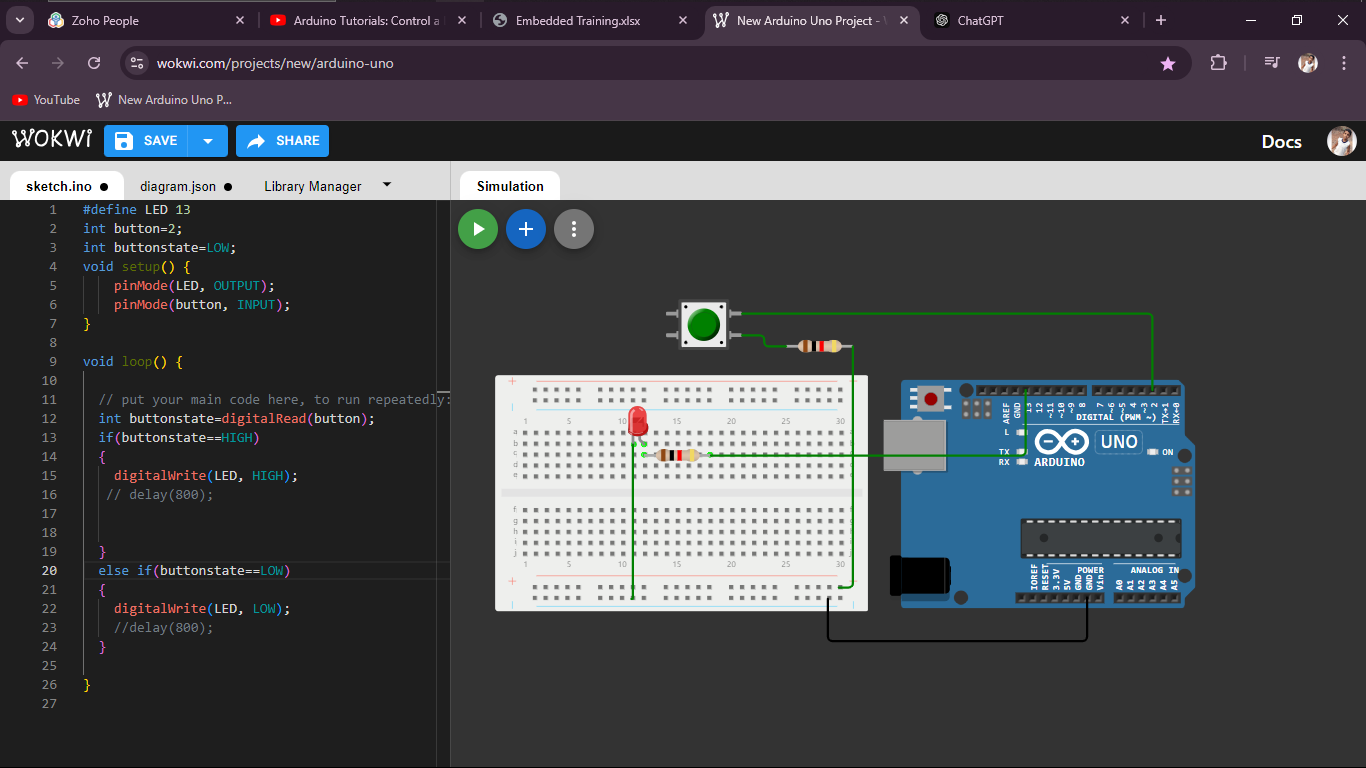 Zoho People
Arduino Tutorials: Control a
Embedded Training.xlsx
New Arduino Uno Project -
ChatGPT
wokwi.com/projects/new/arduino-uno
YouTube
New Arduino Uno P...
WOKWI
SAVE
SHARE
Docs
sketch.ino
diagram.json
Library Manager
Simulation
1 #define LED 13
2 int button=2;
3 int buttonstate=LOW;
4 void setup() {
5 pinMode(LED, OUTPUT);
6 pinMode(button, INPUT);
7 }
8
9 void loop() {
10
11 // put your main code here, to run repeatedly:
12 int buttonstate=digitalRead(button);
13 if(buttonstate==HIGH)
14 {
15 digitalWrite(LED, HIGH);
16 // delay(800);
17
18
19 }
20 else if(buttonstate==LOW)
21 {
22 digitalWrite(LED, LOW);
23 //delay(800);
24 }
25
26 }
27
1 5 10 15 20 25 30
a
b
c
d
e
f
g
h
i
j
1 5 10 15 20 25 30
AREF
GND
13
12
~11
~10
~9
8
7
~6
~5
4
~3
2
TX→1
RX←0
DIGITAL (PWM ~)
L
TX
RX
UNO
ARDUINO
ON
IOREF
RESET
3.3V
5V
GND
GND
Vin
POWER
ANALOG IN
A0
A1
A2
A3
A4
A5